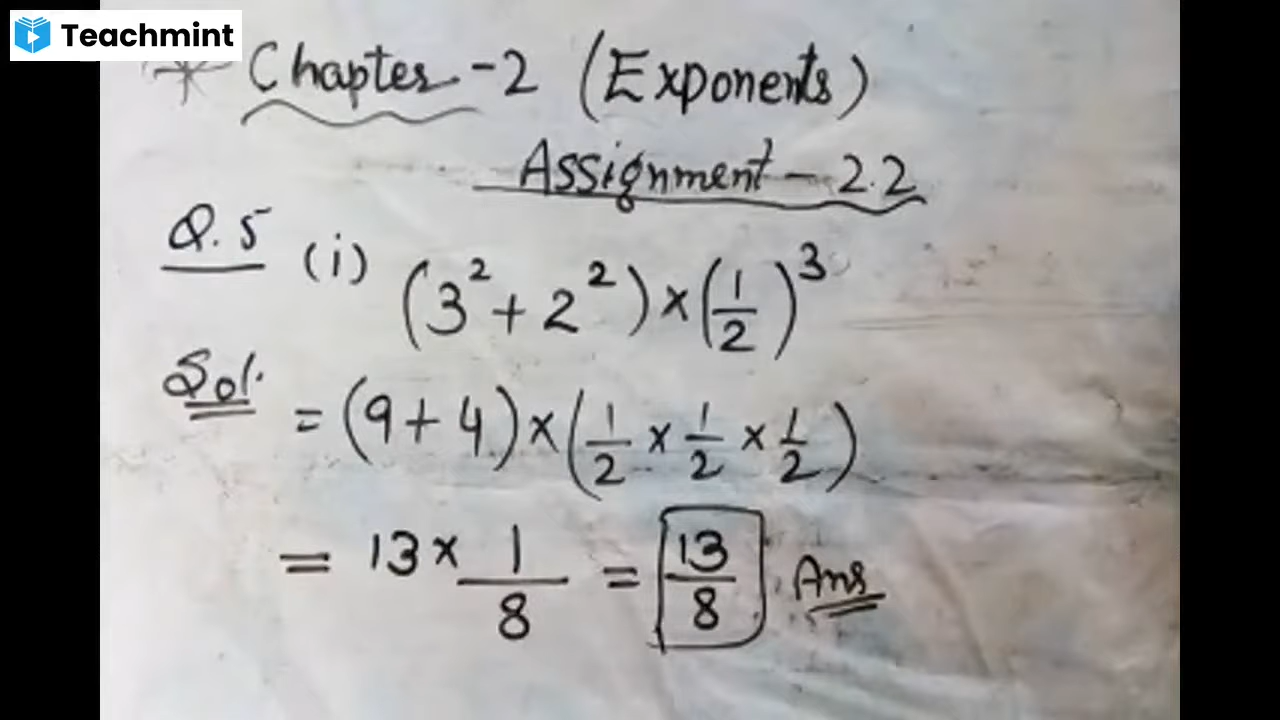 Teachmint
* Chapter - 2 (Exponents)
Assignment - 2.2
Q.5 (i) (3² + 2²) × (1/2)³
Sol. = (9 + 4) × (1/2 × 1/2 × 1/2)
= 13 × 1/8 = 13/8 Ans